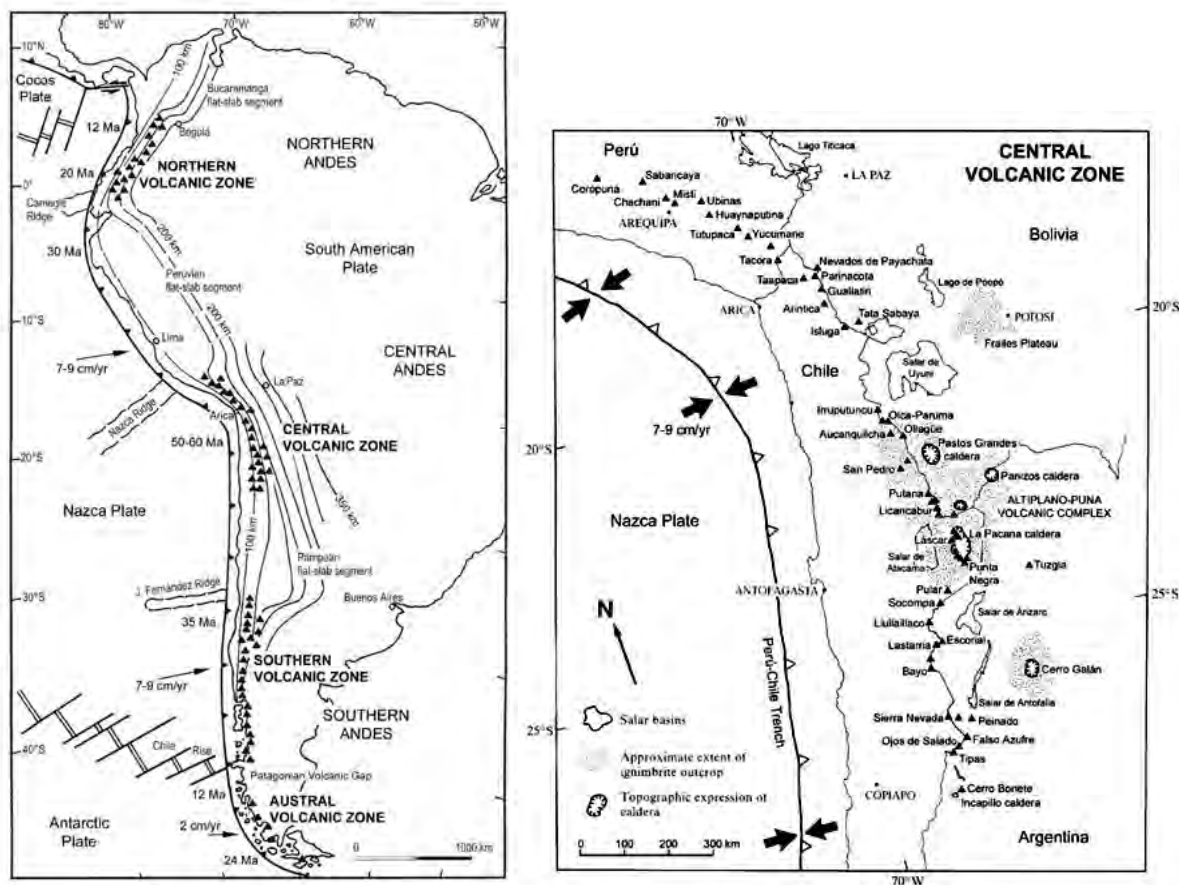 80°W
70°W
60°W
50°W
10°N
Cocos
Plate
100 km
Bucaramanga
flat-slab segment
12 Ma
Bogotá
NORTHERN
ANDES
NORTHERN
VOLCANIC ZONE
20 Ma
0°
Carnegie
Ridge
200 km
South American
Plate
30 Ma
Peruvian
flat-slab segment
200 km
10°S
Lima
CENTRAL
ANDES
7-9 cm/yr
La Paz
Nazca Ridge
Arica
CENTRAL
VOLCANIC ZONE
50-60 Ma
20°S
350 km
Nazca Plate
100 km
Pampean
flat-slab segment
J. Fernández Ridge
Buenos Aires
30°S
35 Ma
SOUTHERN
VOLCANIC ZONE
7-9 cm/yr
SOUTHERN
ANDES
40°S
Chile Rise
Patagonian Volcanic Gap
12 Ma
AUSTRAL
VOLCANIC ZONE
Antarctic
Plate
2 cm/yr
24 Ma
0
1000 km
70°W
Perú
Lago Titicaca
CENTRAL
VOLCANIC ZONE
LA PAZ
Sabancaya
Coropuna
Chachani
Misti
Ubinas
AREQUIPA
Huaynaputina
Tutupaca
Yucumane
Bolivia
Tacora
Nevados de Payachata
Taapaca
Parinacota
Guallatiri
Lago de Poopó
ARICA
Arintica
Tata Sabaya
POTOSI
20°S
Isluga
Frailes Plateau
Chile
Salar de
Uyuni
7-9 cm/yr
Irruputuncu
Olca-Paruma
Aucanquilcha
Ollagüe
Pastos Grandes
caldera
20°S
San Pedro
Panizos caldera
Putana
ALTIPLANO-PUNA
VOLCANIC COMPLEX
Licancabur
Nazca Plate
La Pacana caldera
Láscar
Salar de
Atacama
Punta
Negra
Tuzgla
ANTOFAGASTA
Pular
25°S
Socompa
Salar de Arizaro
N
Llullaillaco
Lastarria
Escorial
Perú-Chile Trench
Bayo
Cerro Galán
Salar de Antofalla
Salar basins
Sierra Nevada
Peinado
25°S
Ojos de Salado
Falso Azufre
Approximate extent of
ignimbrite outcrop
Tipas
COPIAPO
Cerro Bonete
Incapillo caldera
Topographic expression of
caldera
Argentina
0
100
200
300 km
70°W